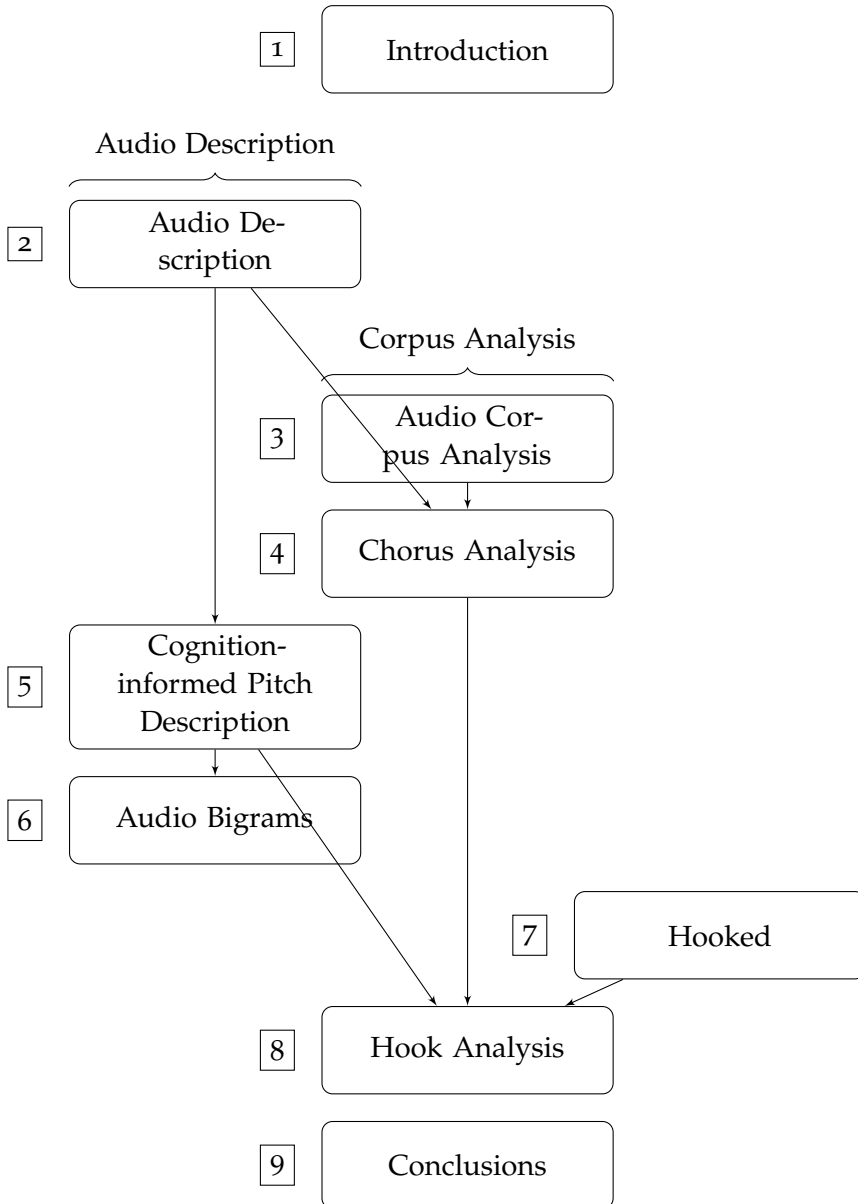 1 Introduction
Audio Description
2 Audio De-
scription
Corpus Analysis
3 Audio Cor-
pus Analysis
4 Chorus Analysis
5 Cognition-
informed Pitch
Description
6 Audio Bigrams
7 Hooked
8 Hook Analysis
9 Conclusions